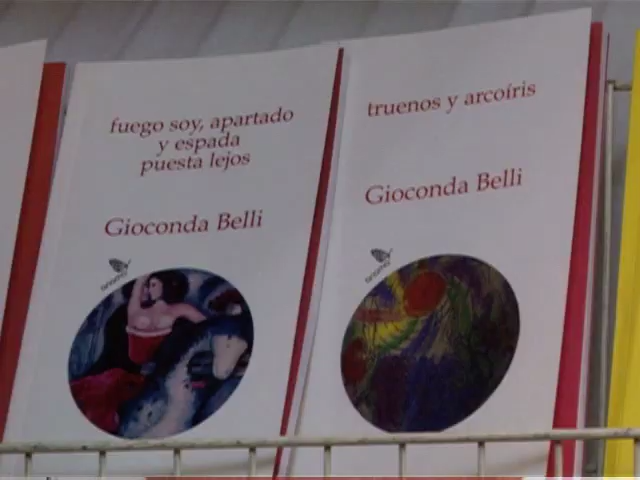 fuego soy, apartado
y espada
puesta lejos
Gioconda Belli
truenos y arcoíris
Gioconda Belli